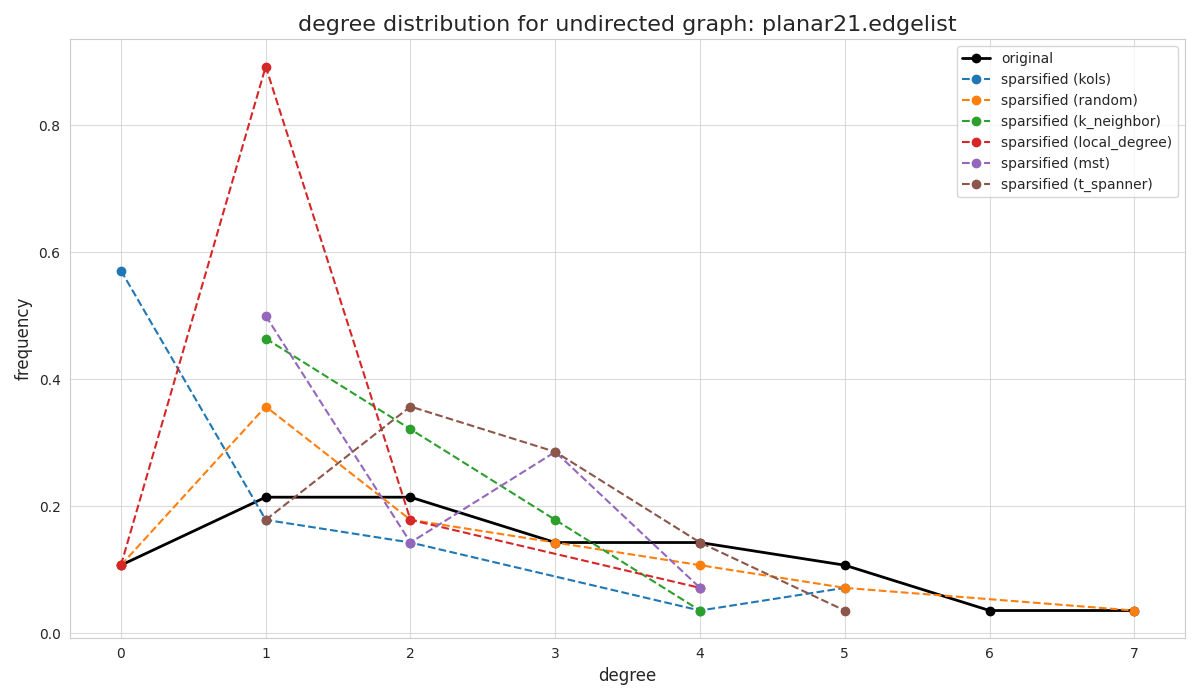 degree distribution for undirected graph: planar21.edgelist
original
sparsified (kols)
sparsified (random)
sparsified (k_neighbor)
sparsified (local_degree)
sparsified (mst)
sparsified (t_spanner)
frequency
0.8
0.6
0.4
0.2
0.0
0 1 2 3 4 5 6 7
degree